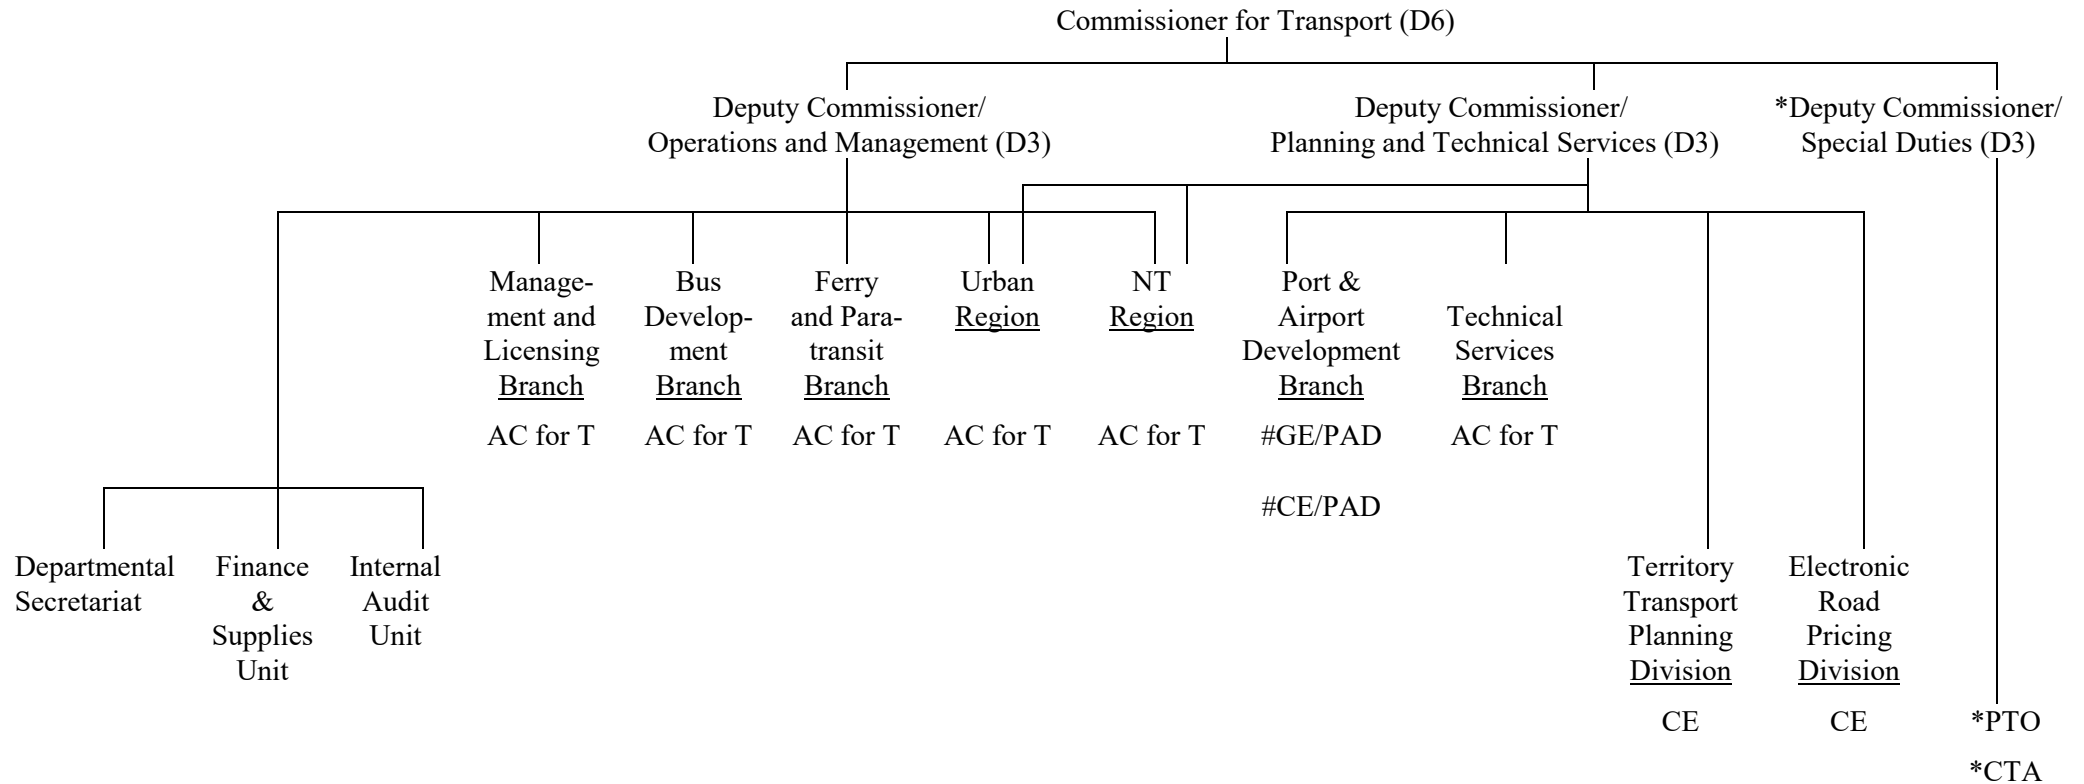 Commissioner for Transport (D6)
Deputy Commissioner/
Operations and Management (D3)
Deputy Commissioner/
Planning and Technical Services (D3)
*Deputy Commissioner/
Special Duties (D3)
Manage-
ment and
Licensing
Branch
AC for T
Bus
Develop-
ment
Branch
AC for T
Ferry
and Para-
transit
Branch
AC for T
Urban
Region
AC for T
NT
Region
AC for T
Port &
Airport
Development
Branch
#GE/PAD
#CE/PAD
Technical
Services
Branch
AC for T
Departmental
Secretariat
Finance
&
Supplies
Unit
Internal
Audit
Unit
Territory
Transport
Planning
Division
CE
Electronic
Road
Pricing
Division
CE
*PTO
*CTA